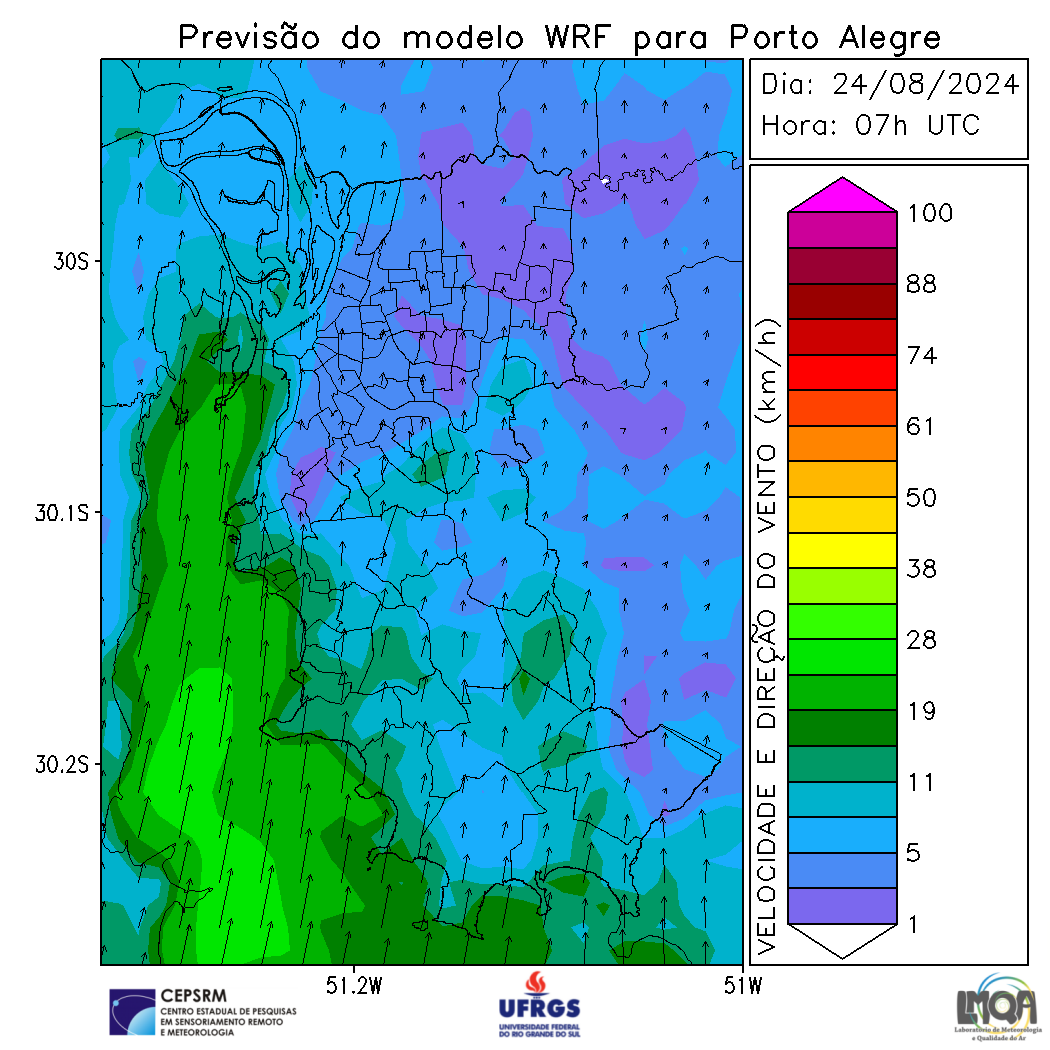 Previsão do modelo WRF para Porto Alegre
Dia: 24/08/2024
Hora: 07h UTC
30S
30.1S
30.2S
51.2W
51W
VELOCIDADE E DIREÇÃO DO VENTO (km/h)
100
88
74
61
50
38
28
19
11
5
1
CEPSRM
CENTRO ESTADUAL DE PESQUISAS
EM SENSORIAMENTO REMOTO
E METEOROLOGIA
UFRGS
UNIVERSIDADE FEDERAL
DO RIO GRANDE DO SUL
LMQA
Laboratório de Meteorologia
e Qualidade do Ar